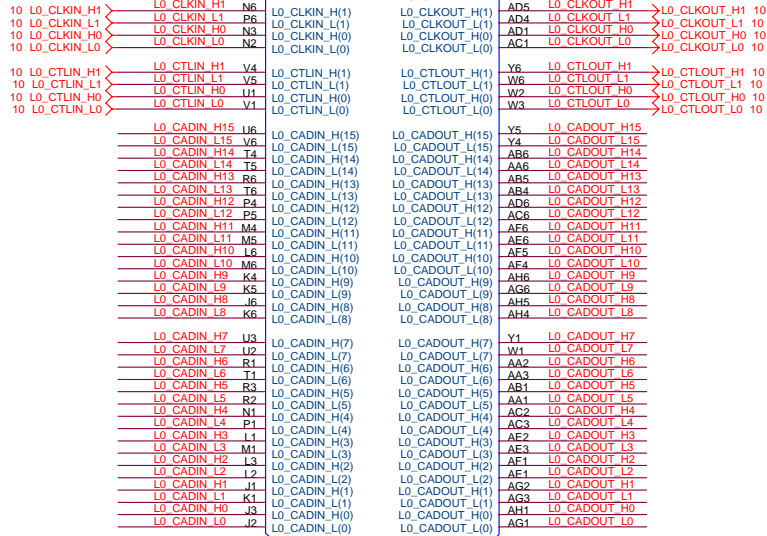 10 L0_CLKIN_H1 L0_CLKIN_H1 N6 L0_CLKIN_H(1) L0_CLKOUT_H(1) AD5 L0_CLKOUT_H1 L0_CLKOUT_H1 10
10 L0_CLKIN_L1 L0_CLKIN_L1 P6 L0_CLKIN_L(1) L0_CLKOUT_L(1) AD4 L0_CLKOUT_L1 L0_CLKOUT_L1 10
10 L0_CLKIN_H0 L0_CLKIN_H0 N3 L0_CLKIN_H(0) L0_CLKOUT_H(0) AD1 L0_CLKOUT_H0 L0_CLKOUT_H0 10
10 L0_CLKIN_L0 L0_CLKIN_L0 N2 L0_CLKIN_L(0) L0_CLKOUT_L(0) AC1 L0_CLKOUT_L0 L0_CLKOUT_L0 10
10 L0_CTLIN_H1 L0_CTLIN_H1 V4 L0_CTLIN_H(1) L0_CTLOUT_H(1) Y6 L0_CTLOUT_H1 L0_CTLOUT_H1 10
10 L0_CTLIN_L1 L0_CTLIN_L1 V5 L0_CTLIN_L(1) L0_CTLOUT_L(1) W6 L0_CTLOUT_L1 L0_CTLOUT_L1 10
10 L0_CTLIN_H0 L0_CTLIN_H0 U1 L0_CTLIN_H(0) L0_CTLOUT_H(0) W2 L0_CTLOUT_H0 L0_CTLOUT_H0 10
10 L0_CTLIN_L0 L0_CTLIN_L0 V1 L0_CTLIN_L(0) L0_CTLOUT_L(0) W3 L0_CTLOUT_L0 L0_CTLOUT_L0 10
L0_CADIN_H15 U6 L0_CADIN_H(15) L0_CADOUT_H(15) Y5 L0_CADOUT_H15
L0_CADIN_L15 V6 L0_CADIN_L(15) L0_CADOUT_L(15) Y4 L0_CADOUT_L15
L0_CADIN_H14 T4 L0_CADIN_H(14) L0_CADOUT_H(14) AB6 L0_CADOUT_H14
L0_CADIN_L14 T5 L0_CADIN_L(14) L0_CADOUT_L(14) AA6 L0_CADOUT_L14
L0_CADIN_H13 R6 L0_CADIN_H(13) L0_CADOUT_H(13) AB5 L0_CADOUT_H13
L0_CADIN_L13 T6 L0_CADIN_L(13) L0_CADOUT_L(13) AB4 L0_CADOUT_L13
L0_CADIN_H12 P4 L0_CADIN_H(12) L0_CADOUT_H(12) AD6 L0_CADOUT_H12
L0_CADIN_L12 P5 L0_CADIN_L(12) L0_CADOUT_L(12) AC6 L0_CADOUT_L12
L0_CADIN_H11 M4 L0_CADIN_H(11) L0_CADOUT_H(11) AF6 L0_CADOUT_H11
L0_CADIN_L11 M5 L0_CADIN_L(11) L0_CADOUT_L(11) AE6 L0_CADOUT_L11
L0_CADIN_H10 L6 L0_CADIN_H(10) L0_CADOUT_H(10) AF5 L0_CADOUT_H10
L0_CADIN_L10 M6 L0_CADIN_L(10) L0_CADOUT_L(10) AF4 L0_CADOUT_L10
L0_CADIN_H9 K4 L0_CADIN_H(9) L0_CADOUT_H(9) AH6 L0_CADOUT_H9
L0_CADIN_L9 K5 L0_CADIN_L(9) L0_CADOUT_L(9) AG6 L0_CADOUT_L9
L0_CADIN_H8 J6 L0_CADIN_H(8) L0_CADOUT_H(8) AH5 L0_CADOUT_H8
L0_CADIN_L8 K6 L0_CADIN_L(8) L0_CADOUT_L(8) AH4 L0_CADOUT_L8
L0_CADIN_H7 U3 L0_CADIN_H(7) L0_CADOUT_H(7) Y1 L0_CADOUT_H7
L0_CADIN_L7 U2 L0_CADIN_L(7) L0_CADOUT_L(7) W1 L0_CADOUT_L7
L0_CADIN_H6 R1 L0_CADIN_H(6) L0_CADOUT_H(6) AA2 L0_CADOUT_H6
L0_CADIN_L6 T1 L0_CADIN_L(6) L0_CADOUT_L(6) AA3 L0_CADOUT_L6
L0_CADIN_H5 R3 L0_CADIN_H(5) L0_CADOUT_H(5) AB1 L0_CADOUT_H5
L0_CADIN_L5 R2 L0_CADIN_L(5) L0_CADOUT_L(5) AA1 L0_CADOUT_L5
L0_CADIN_H4 N1 L0_CADIN_H(4) L0_CADOUT_H(4) AC2 L0_CADOUT_H4
L0_CADIN_L4 P1 L0_CADIN_L(4) L0_CADOUT_L(4) AC3 L0_CADOUT_L4
L0_CADIN_H3 L1 L0_CADIN_H(3) L0_CADOUT_H(3) AE2 L0_CADOUT_H3
L0_CADIN_L3 M1 L0_CADIN_L(3) L0_CADOUT_L(3) AE3 L0_CADOUT_L3
L0_CADIN_H2 L3 L0_CADIN_H(2) L0_CADOUT_H(2) AF1 L0_CADOUT_H2
L0_CADIN_L2 L2 L0_CADIN_L(2) L0_CADOUT_L(2) AE1 L0_CADOUT_L2
L0_CADIN_H1 J1 L0_CADIN_H(1) L0_CADOUT_H(1) AG2 L0_CADOUT_H1
L0_CADIN_L1 K1 L0_CADIN_L(1) L0_CADOUT_L(1) AG3 L0_CADOUT_L1
L0_CADIN_H0 J3 L0_CADIN_H(0) L0_CADOUT_H(0) AH1 L0_CADOUT_H0
L0_CADIN_L0 J2 L0_CADIN_L(0) L0_CADOUT_L(0) AG1 L0_CADOUT_L0